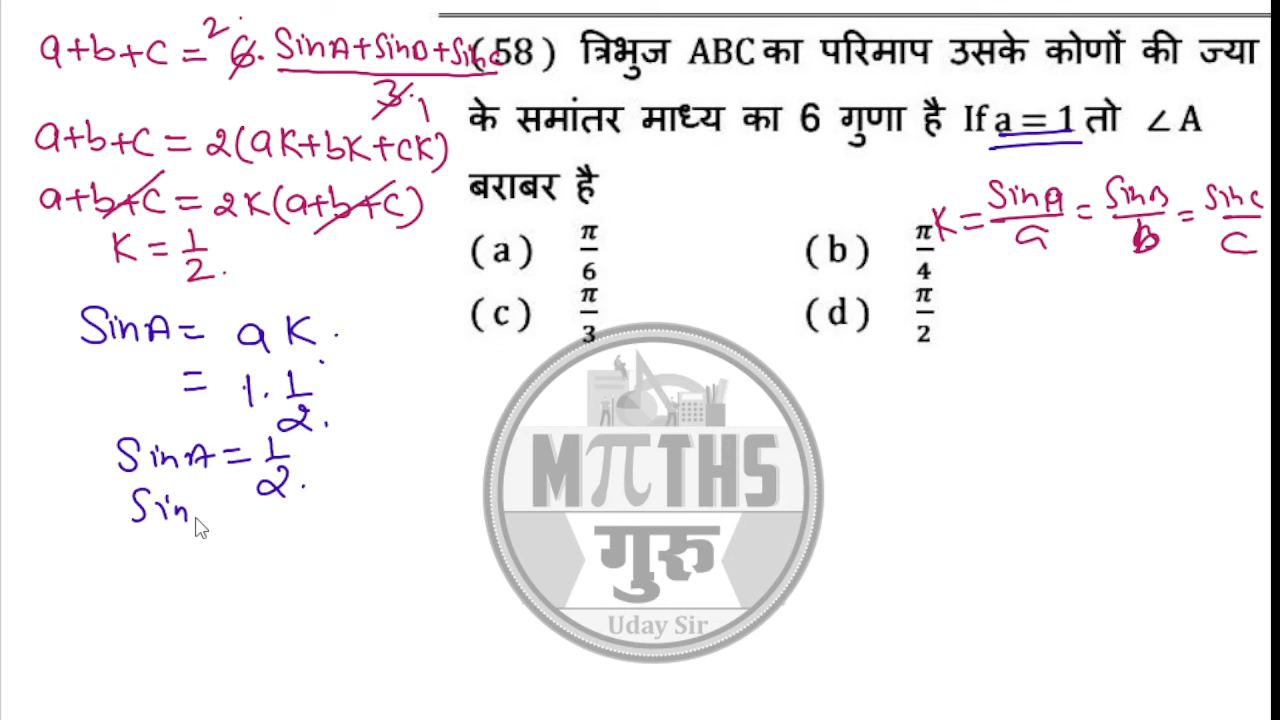 a+b+c = 2 6. SinA+SinB+SinC / 3 1
a+b+c = 2(aK+bK+cK)
a+b+c = 2K(a+b+c)
K = 1/2.
SinA = aK.
= 1. 1/2.
SinA = 1/2.
Sin
(58) त्रिभुज ABC का परिमाप उसके कोणों की ज्या
के समांतर माध्य का 6 गुणा है If a = 1 तो ∠A
बराबर है
K = SinA/a = SinB/b = SinC/c
(a) π/6 (b) π/4
(c) π/3 (d) π/2
MπTHS
गुरु
Uday Sir